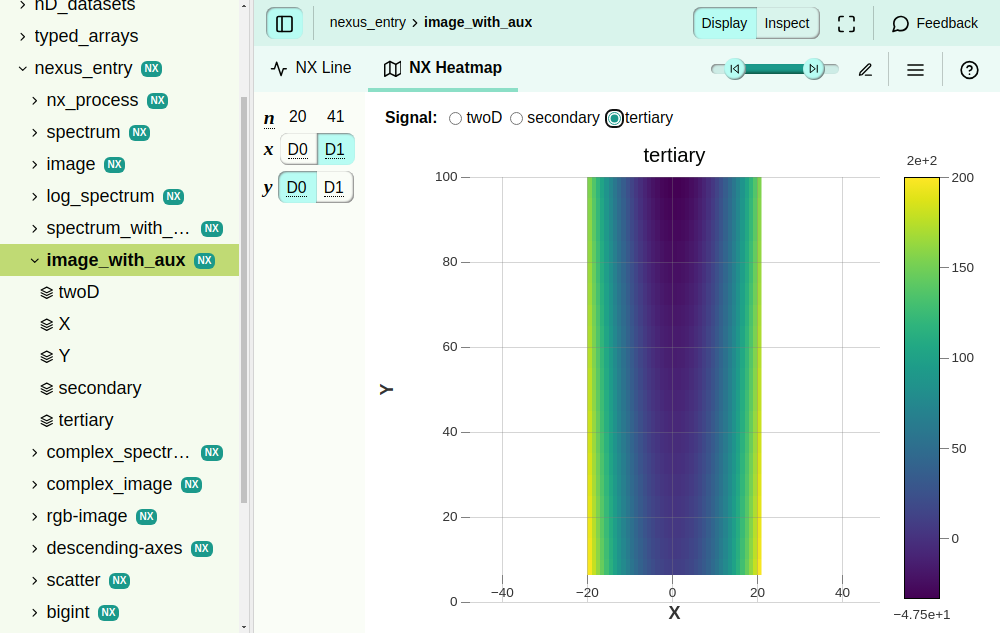 nD_datasets
typed_arrays
nexus_entry NX
nx_process NX
spectrum NX
image NX
log_spectrum NX
spectrum_with_... NX
image_with_aux NX
twoD
X
Y
secondary
tertiary
complex_spectr... NX
complex_image NX
rgb-image NX
descending-axes NX
scatter NX
bigint NX
nexus_entry › image_with_aux
Display Inspect
Feedback
NX Line
NX Heatmap
n 20 41
x D0 D1
y D0 D1
Signal: twoD secondary tertiary
tertiary
100
80
60
40
20
0
Y
−40 −20 0 20 40
X
2e+2
200
150
100
50
0
−4.75e+1